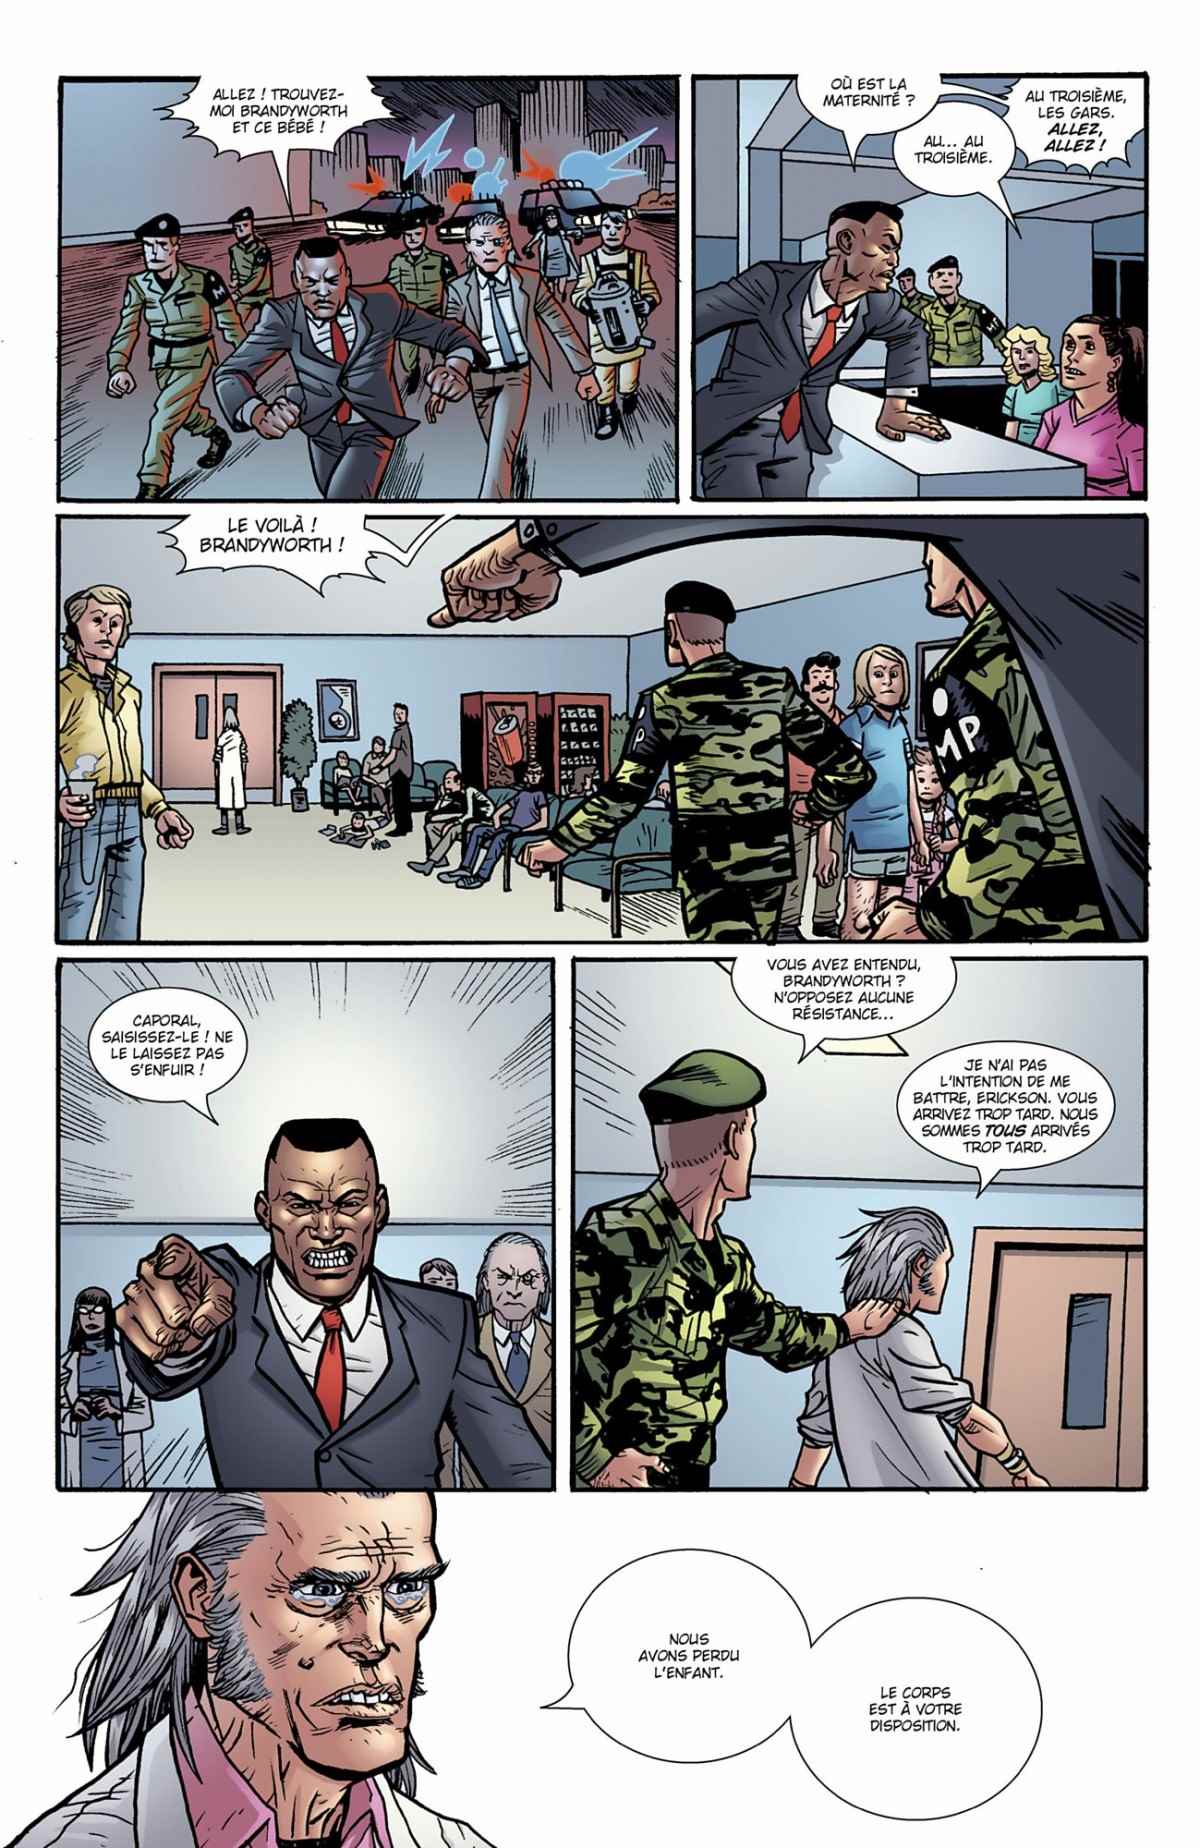 ALLEZ ! TROUVEZ-
MOI BRANDYWORTH
ET CE BÉBÉ !
OÙ EST LA
MATERNITÉ ?
AU... AU
TROISIÈME.
AU TROISIÈME,
LES GARS.
ALLEZ,
ALLEZ !
LE VOILÀ !
BRANDYWORTH !
P
MP
CAPORAL,
SAISISSEZ-LE ! NE
LE LAISSEZ PAS
S'ENFUIR !
VOUS AVEZ ENTENDU,
BRANDYWORTH ?
N'OPPOSEZ AUCUNE
RÉSISTANCE...
JE N'AI PAS
L'INTENTION DE ME
BATTRE, ERICKSON. VOUS
ARRIVEZ TROP TARD. NOUS
SOMMES TOUS ARRIVÉS
TROP TARD.
NOUS
AVONS PERDU
L'ENFANT.
LE CORPS
EST À VOTRE
DISPOSITION.